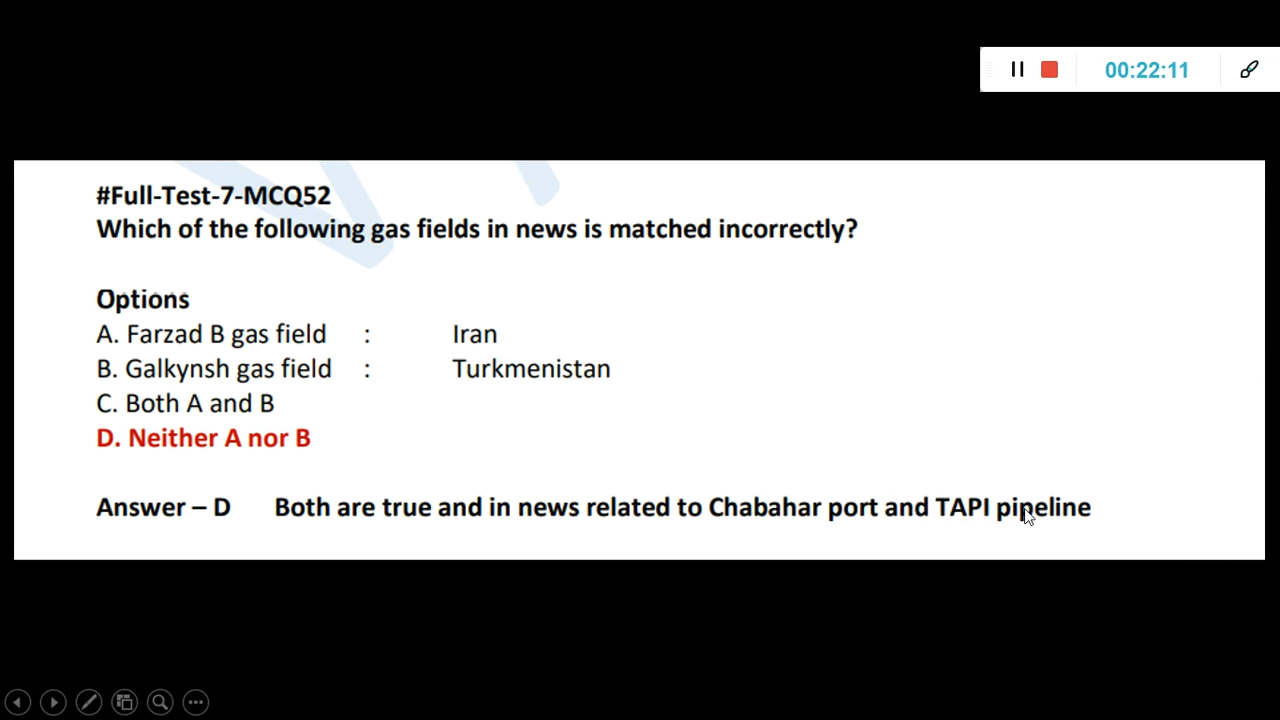 00:22:11
#Full-Test-7-MCQ52
Which of the following gas fields in news is matched incorrectly?
Options
A. Farzad B gas field : Iran
B. Galkynsh gas field : Turkmenistan
C. Both A and B
D. Neither A nor B
Answer – D Both are true and in news related to Chabahar port and TAPI pipeline